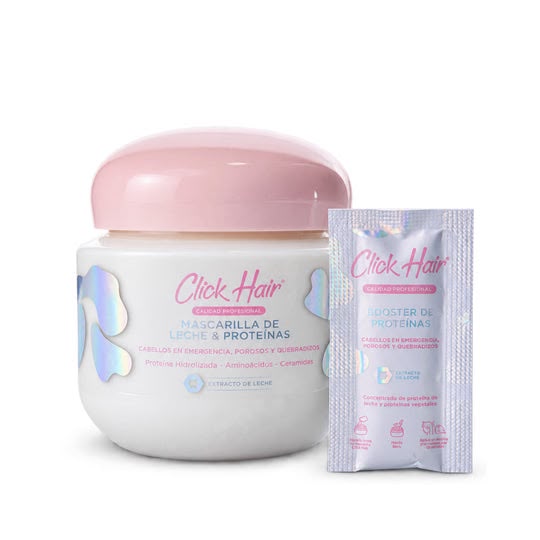 Click Hair
CALIDAD PROFESIONAL
MASCARILLA DE
LECHE & PROTEÍNAS
CABELLOS EN EMERGENCIA, POROSOS Y QUEBRADIZOS
Proteína Hidrolizada - Aminoácidos - Ceramidas
EXTRACTO DE LECHE
Click Hair
CALIDAD PROFESIONAL
BOOSTER DE
PROTEÍNAS
CABELLOS EN EMERGENCIA,
POROSOS Y QUEBRADIZOS
EXTRACTO
DE LECHE
Concentrado de proteína de
leche y proteínas vegetales